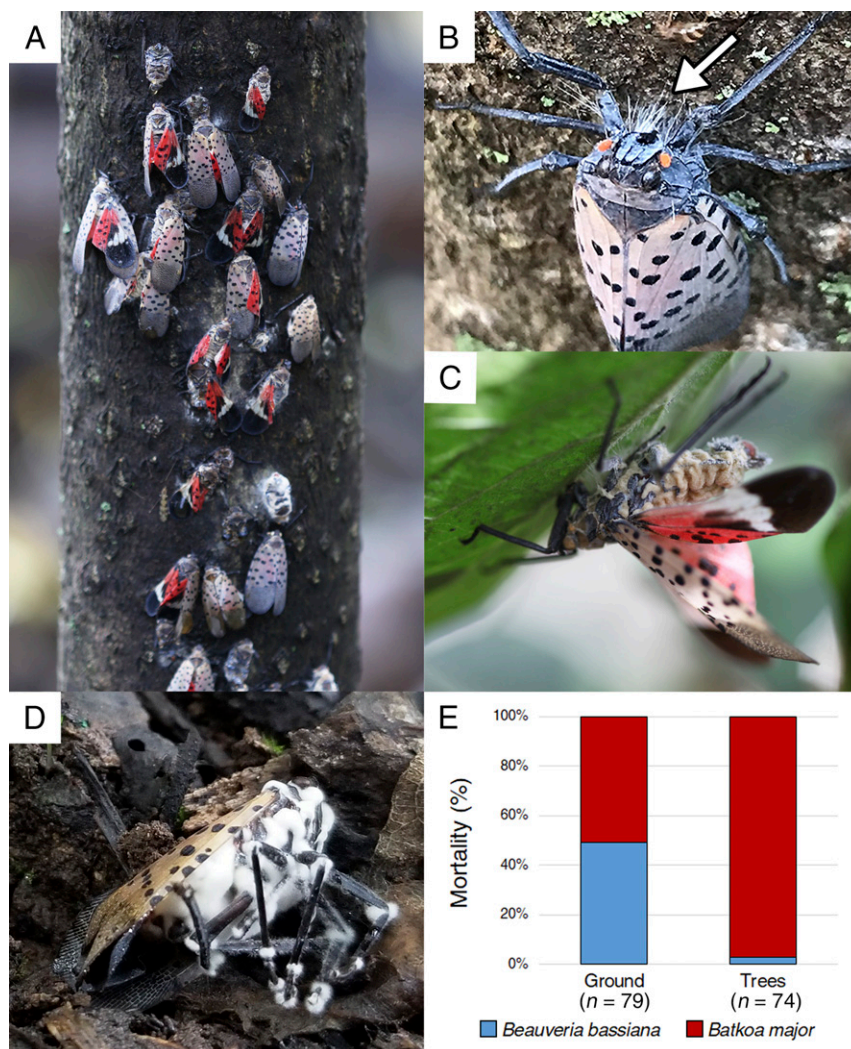 A
B
C
D
E
100%
80%
60%
40%
20%
0%
Mortality (%)
Ground
(n = 79)
Trees
(n = 74)
Beauveria bassiana
Batkoa major